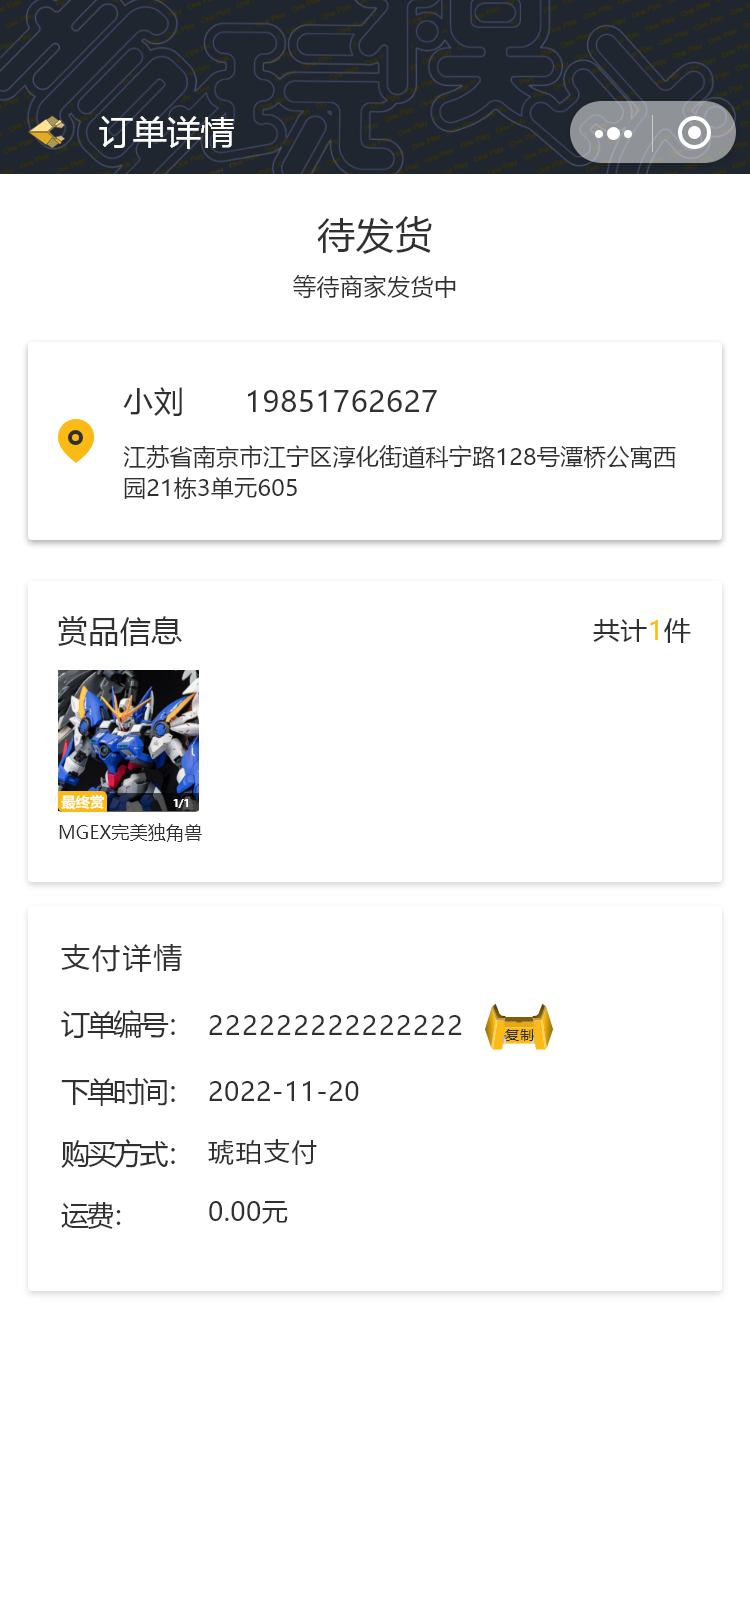 订单详情
待发货
等待商家发货中
小刘 19851762627
江苏省南京市江宁区淳化街道科宁路128号潭桥公寓西
园21栋3单元605
赏品信息 共计1件
最终赏 1/1
MGEX完美独角兽
支付详情
订单编号: 222222222222222 复制
下单时间: 2022-11-20
购买方式: 琥珀支付
运费: 0.00元